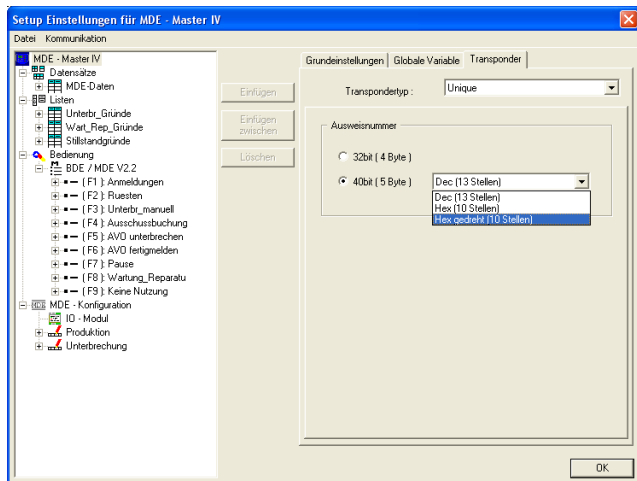 Setup Einstellungen für MDE - Master IV
Datei Kommunikation
MDE - Master IV
Datensätze
MDE-Daten
Listen
Unterbr_Gründe
Wart_Rep_Gründe
Stillstandgründe
Bedienung
BDE / MDE V2.2
( F1 ): Anmeldungen
( F2 ): Ruesten
( F3 ): Unterbr_manuell
( F4 ): Ausschussbuchung
( F5 ): AVO unterbrechen
( F6 ): AVO fertigmelden
( F7 ): Pause
( F8 ): Wartung_Reparatu
( F9 ): Keine Nutzung
MDE - Konfiguration
IO - Modul
Produktion
Unterbrechung
Einfügen
Einfügen
zwischen
Löschen
Grundeinstellungen Globale Variable Transponder
Transpondertyp : Unique
Ausweisnummer
32bit ( 4 Byte )
40bit ( 5 Byte ) Dec (13 Stellen)
Dec (13 Stellen)
Hex (10 Stellen)
Hex gedreht (10 Stellen)
OK